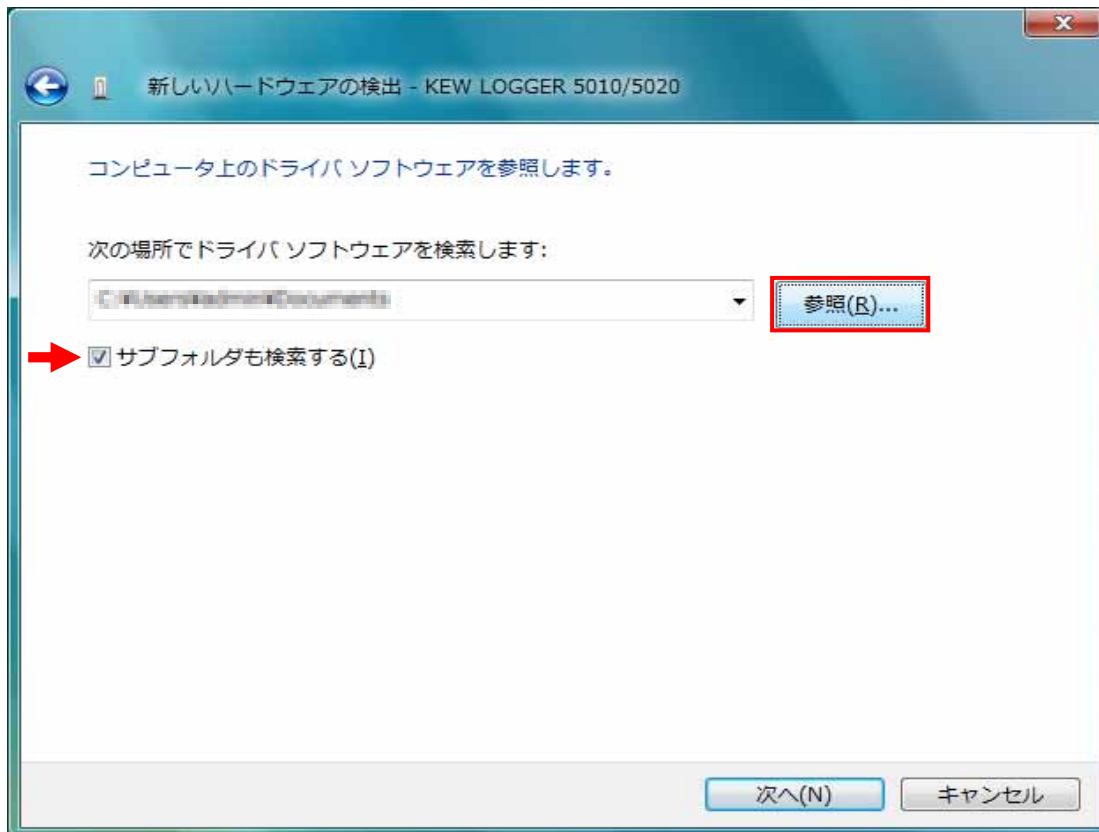 新しいハードウェアの検出 - KEW LOGGER 5010/5020
コンピュータ上のドライバ ソフトウェアを参照します。
次の場所でドライバ ソフトウェアを検索します:
参照(R)...
サブフォルダも検索する(I)
次へ(N)
キャンセル